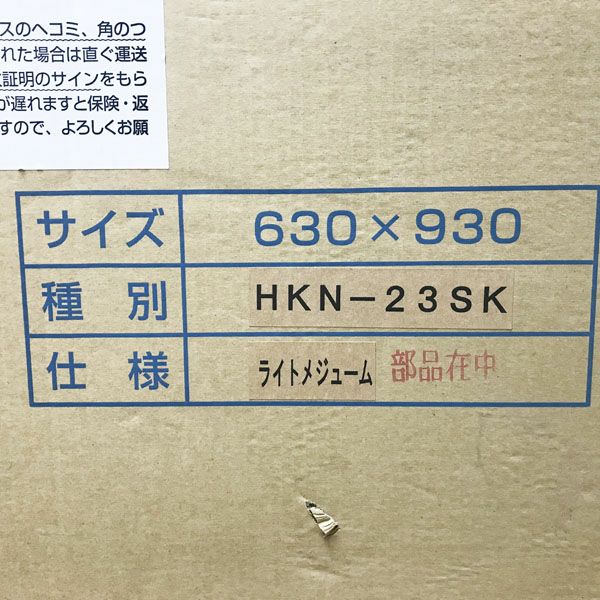 スのヘコミ、角のつ
れた場合は直ぐ運送
証明のサインをもら
が遅れますと保険・返
すので、よろしくお願
サイズ 630×930
種別 HKN－23SK
仕様 ライトメジューム 部品在中